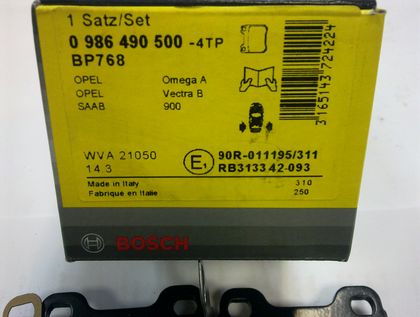 1 Satz/Set
0 986 490 500 -4TP
BP768
OPEL Omega A
OPEL Vectra B
SAAB 900
3165143724224
WVA 21050
14.3
E1
90R-011195/311
RB3133.42-093
Made in Italy 310
Fabriqué en Italie 250
BOSCH